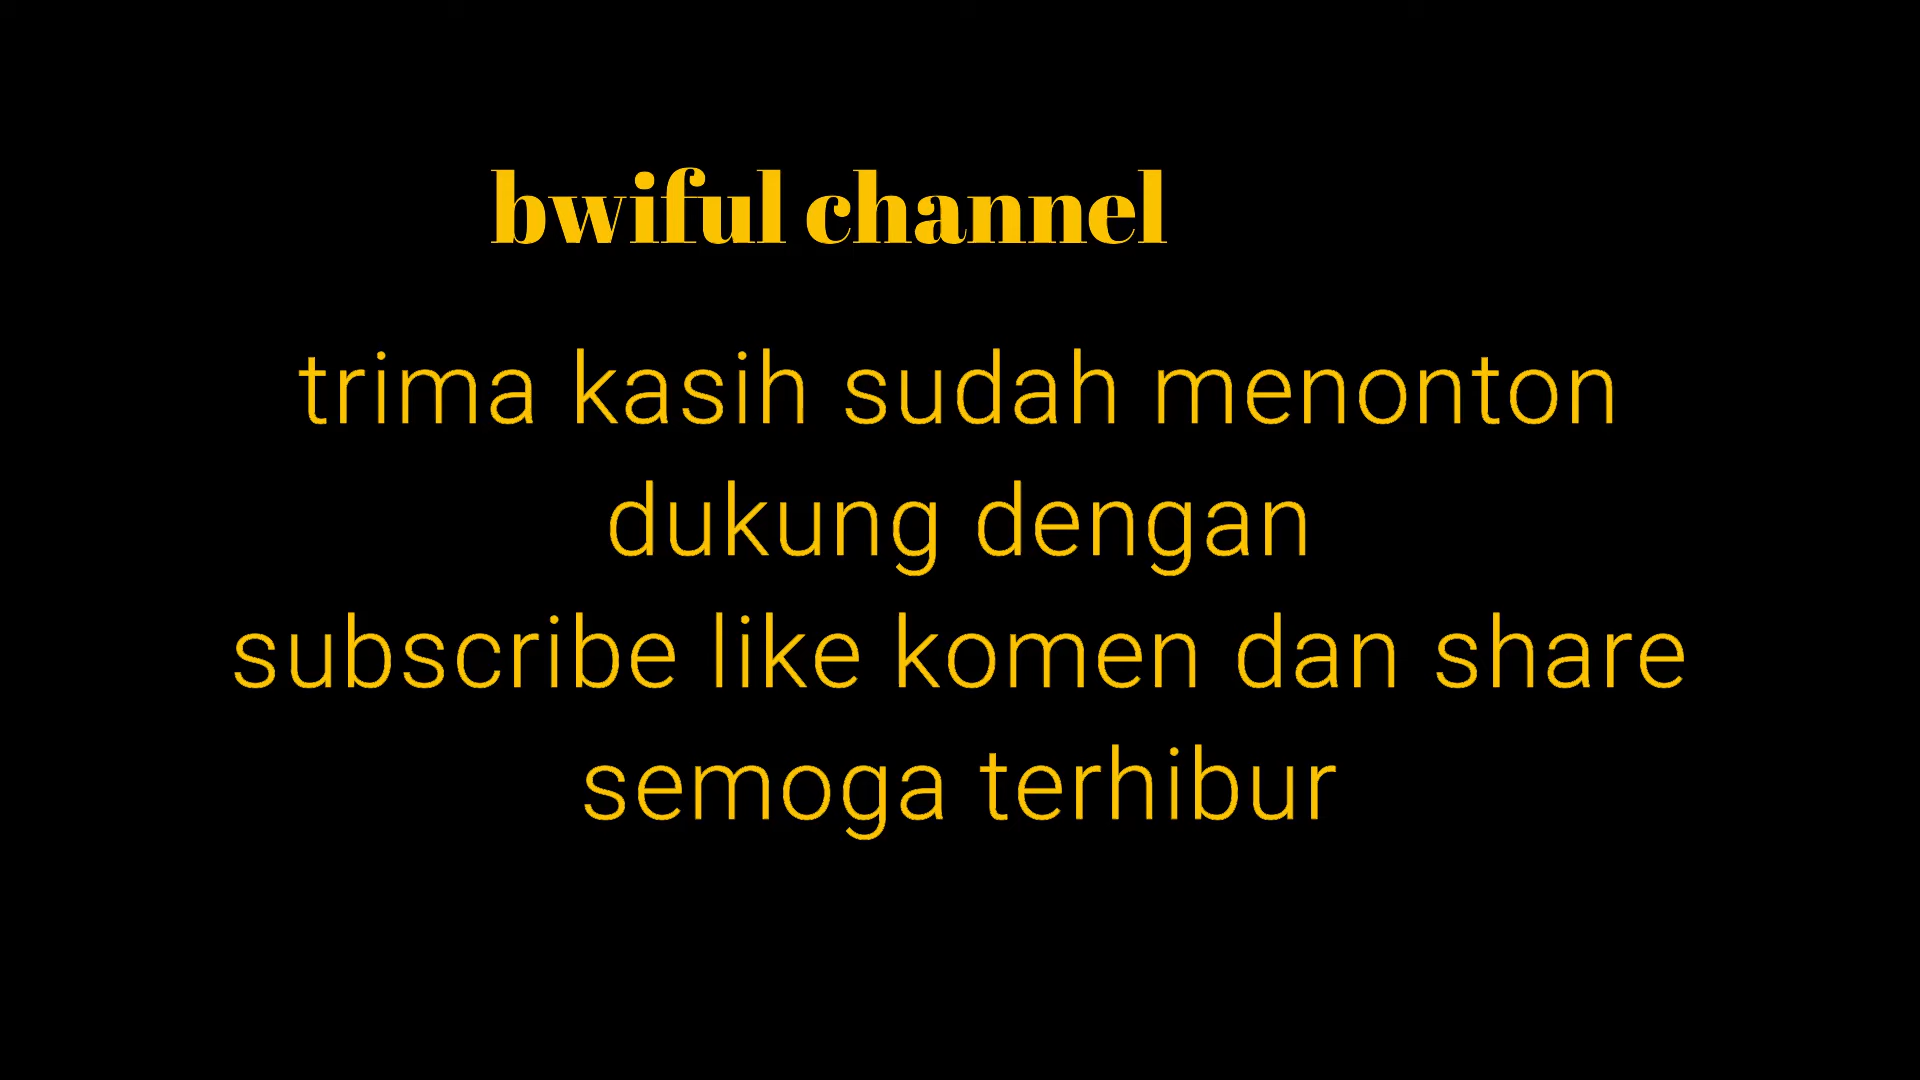 bwiful channel
trima kasih sudah menonton
dukung dengan
subscribe like komen dan share
semoga terhibur